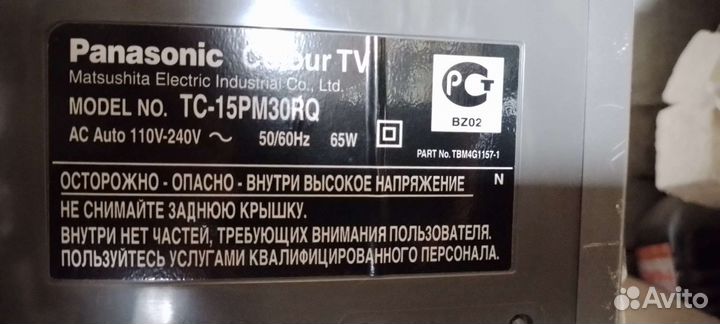 Panasonic Colour TV
Matsushita Electric Industrial Co., Ltd.
MODEL NO. TC-15PM30RQ
AC Auto 110V-240V ~ 50/60Hz 65W
РСТ
BZ02
PART No. TBM4G1157-1
ОСТОРОЖНО - ОПАСНО - ВНУТРИ ВЫСОКОЕ НАПРЯЖЕНИЕ N
НЕ СНИМАЙТЕ ЗАДНЮЮ КРЫШКУ.
ВНУТРИ НЕТ ЧАСТЕЙ, ТРЕБУЮЩИХ ВНИМАНИЯ ПОЛЬЗОВАТЕЛЯ.
ПОЛЬЗУЙТЕСЬ УСЛУГАМИ КВАЛИФИЦИРОВАННОГО ПЕРСОНАЛА.
Avito